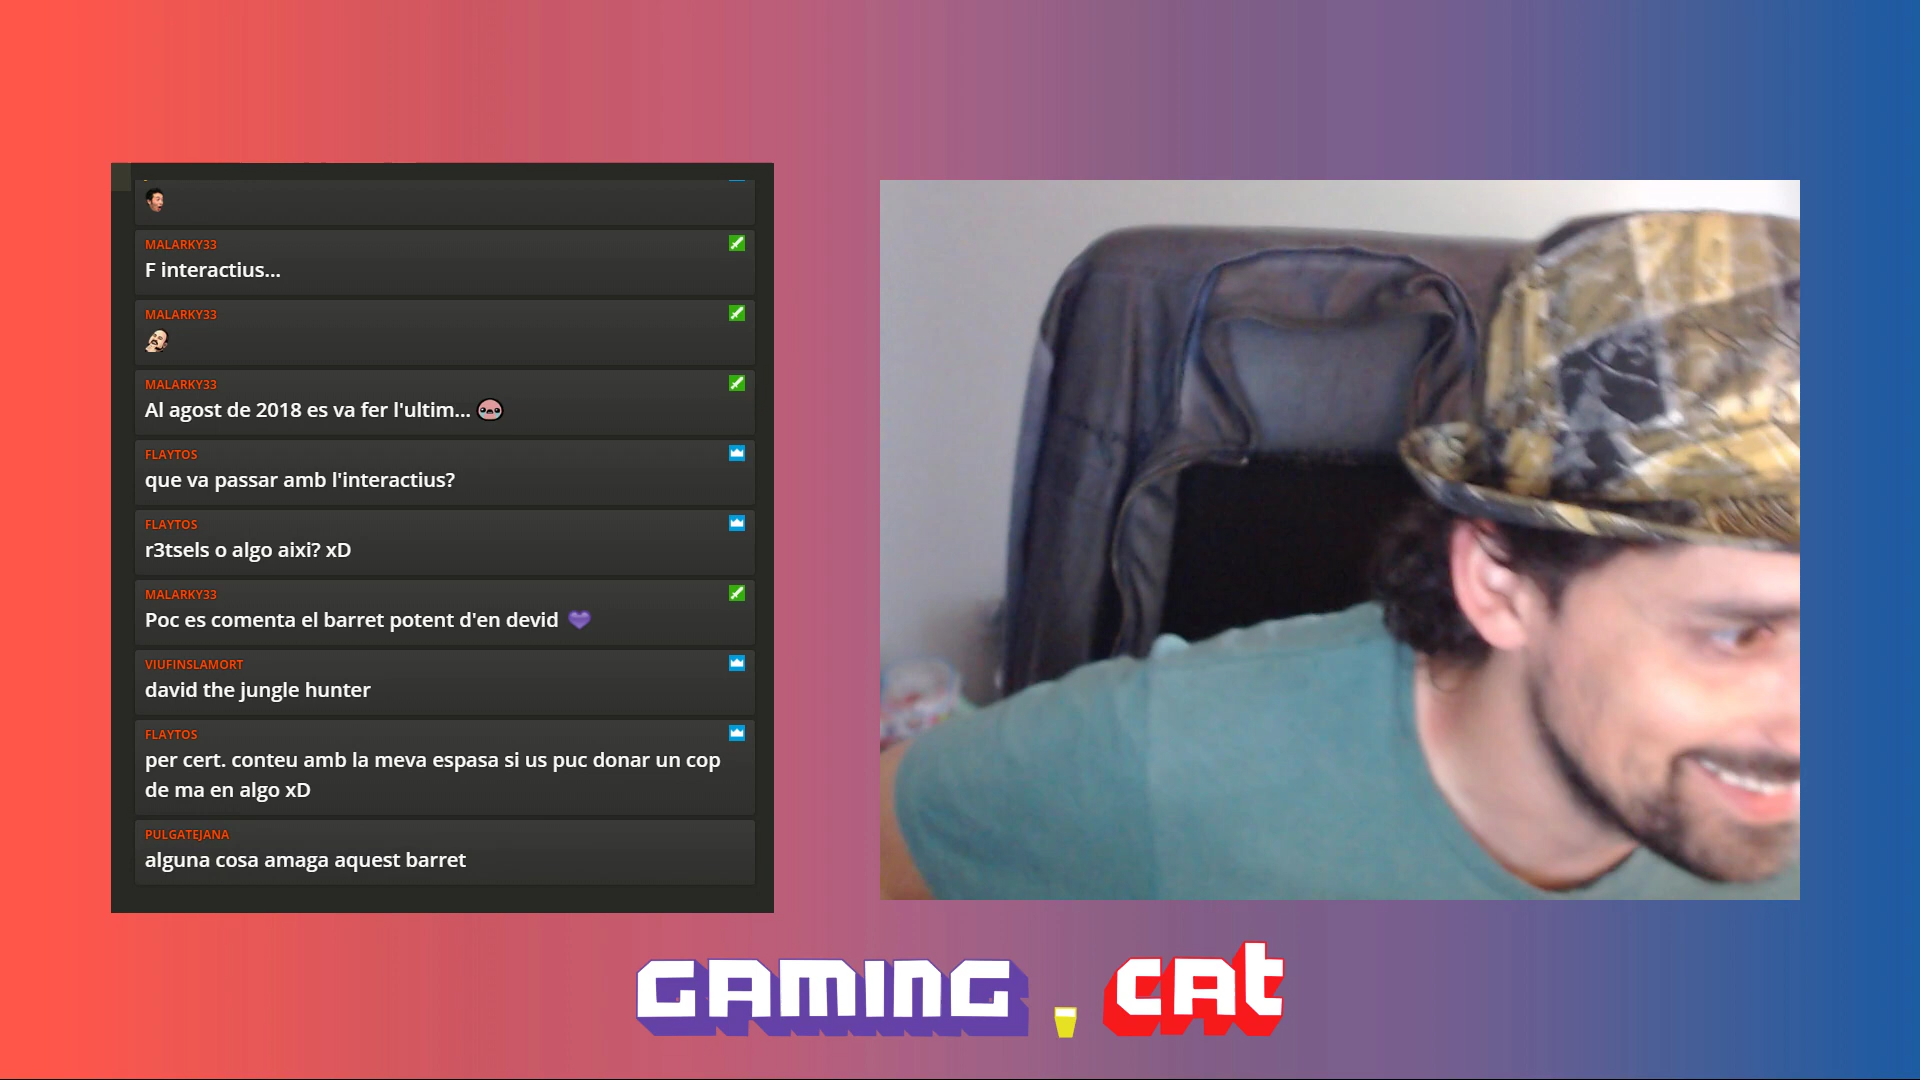 MALARKY33
F interactius...
MALARKY33
MALARKY33
Al agost de 2018 es va fer l'ultim...
FLAYTOS
que va passar amb l'interactius?
FLAYTOS
r3tsels o algo aixi? xD
MALARKY33
Poc es comenta el barret potent d'en devid
VIUFINSLAMORT
david the jungle hunter
FLAYTOS
per cert. conteu amb la meva espasa si us puc donar un cop
de ma en algo xD
PULGATEJANA
alguna cosa amaga aquest barret
GAMING.cat